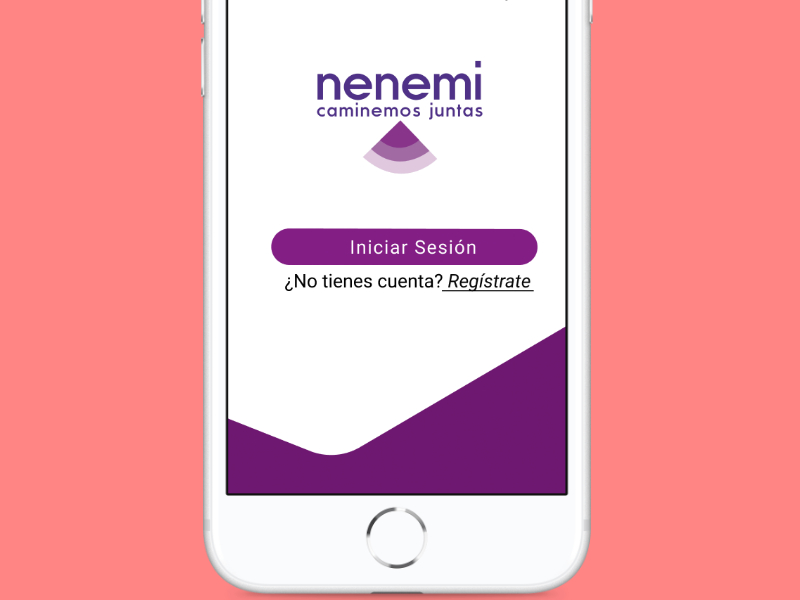 nenemi
caminemos juntas
Iniciar Sesión
¿No tienes cuenta? Regístrate